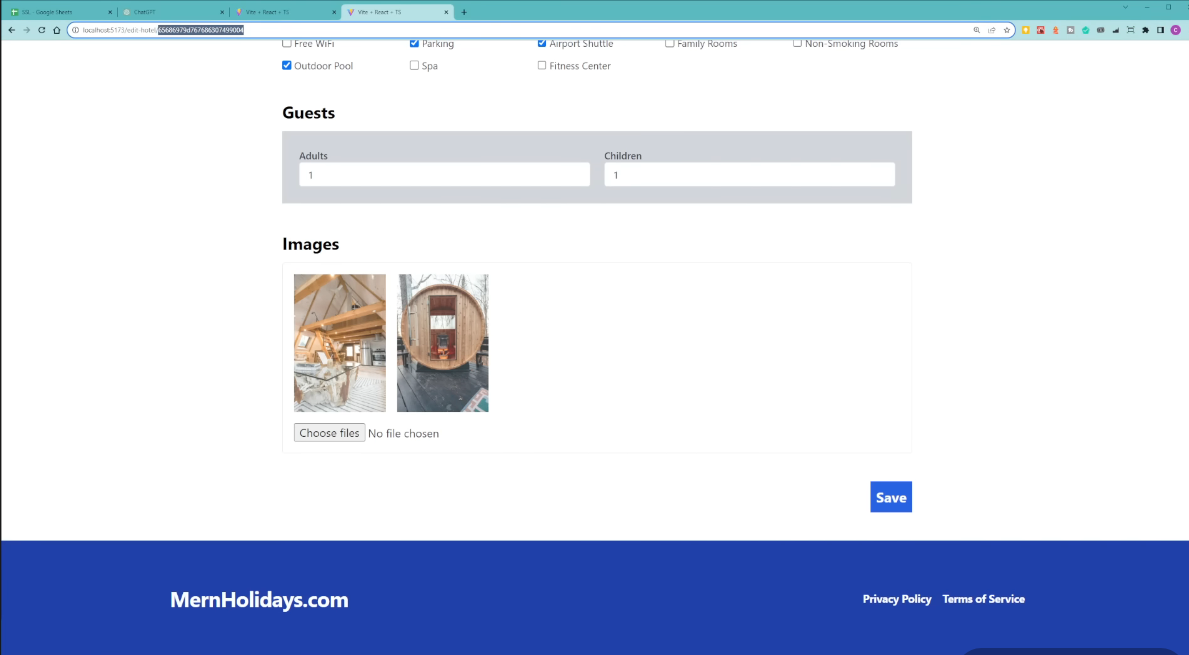 SSL - Google Sheets
ChatGPT
Vite + React + TS
Vite + React + TS
localhost:5173/edit-hotel/65686979d767686307499004
Free WiFi
Parking
Airport Shuttle
Family Rooms
Non-Smoking Rooms
Outdoor Pool
Spa
Fitness Center
Guests
Adults
Children
1
1
Images
Choose files No file chosen
Save
MernHolidays.com
Privacy Policy
Terms of Service